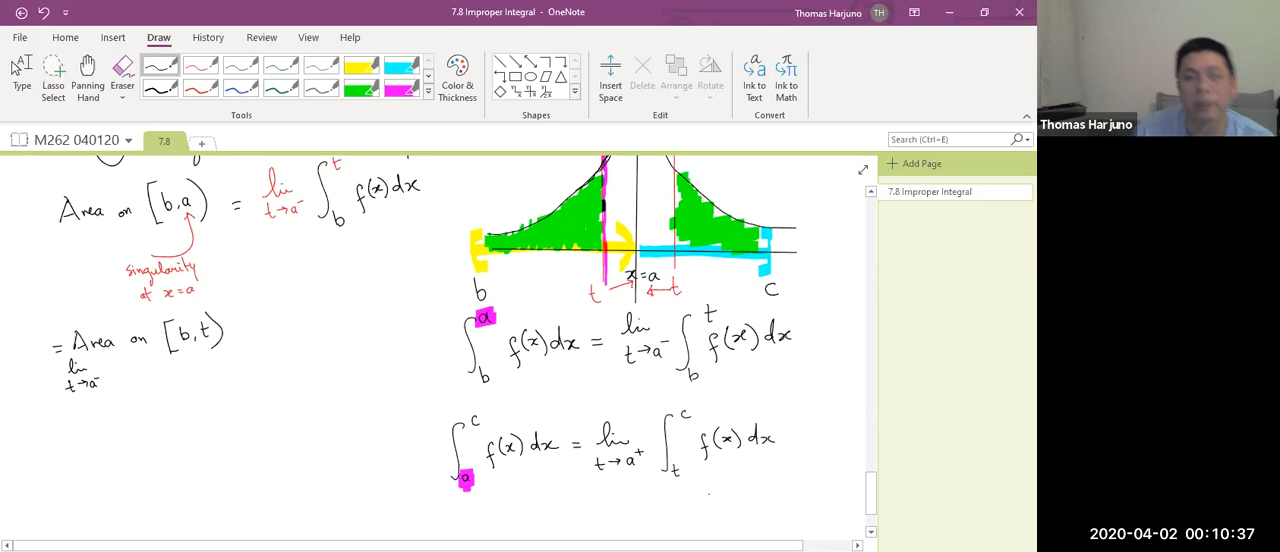 7.8 Improper Integral - OneNote
Thomas Harjuno TH
File Home Insert Draw History Review View Help
Type
Lasso Select
Panning Hand
Eraser
Color & Thickness
Insert Space
Delete
Arrange
Rotate
Ink to Text
Ink to Math
Tools
Shapes
Edit
Convert
M262 040120
7.8
Search (Ctrl+E)
Add Page
7.8 Improper Integral
Area on [b,a) = lim t→a⁻ ∫_b^t f(x)dx
singularity
at x=a
= Area on [b,t)
lim
t→a⁻
b t x=a t c
∫_b^a f(x)dx = lim t→a⁻ ∫_b^t f(x)dx
∫_a^c f(x)dx = lim t→a⁺ ∫_t^c f(x)dx
Thomas Harjuno
2020-04-02 00:10:37